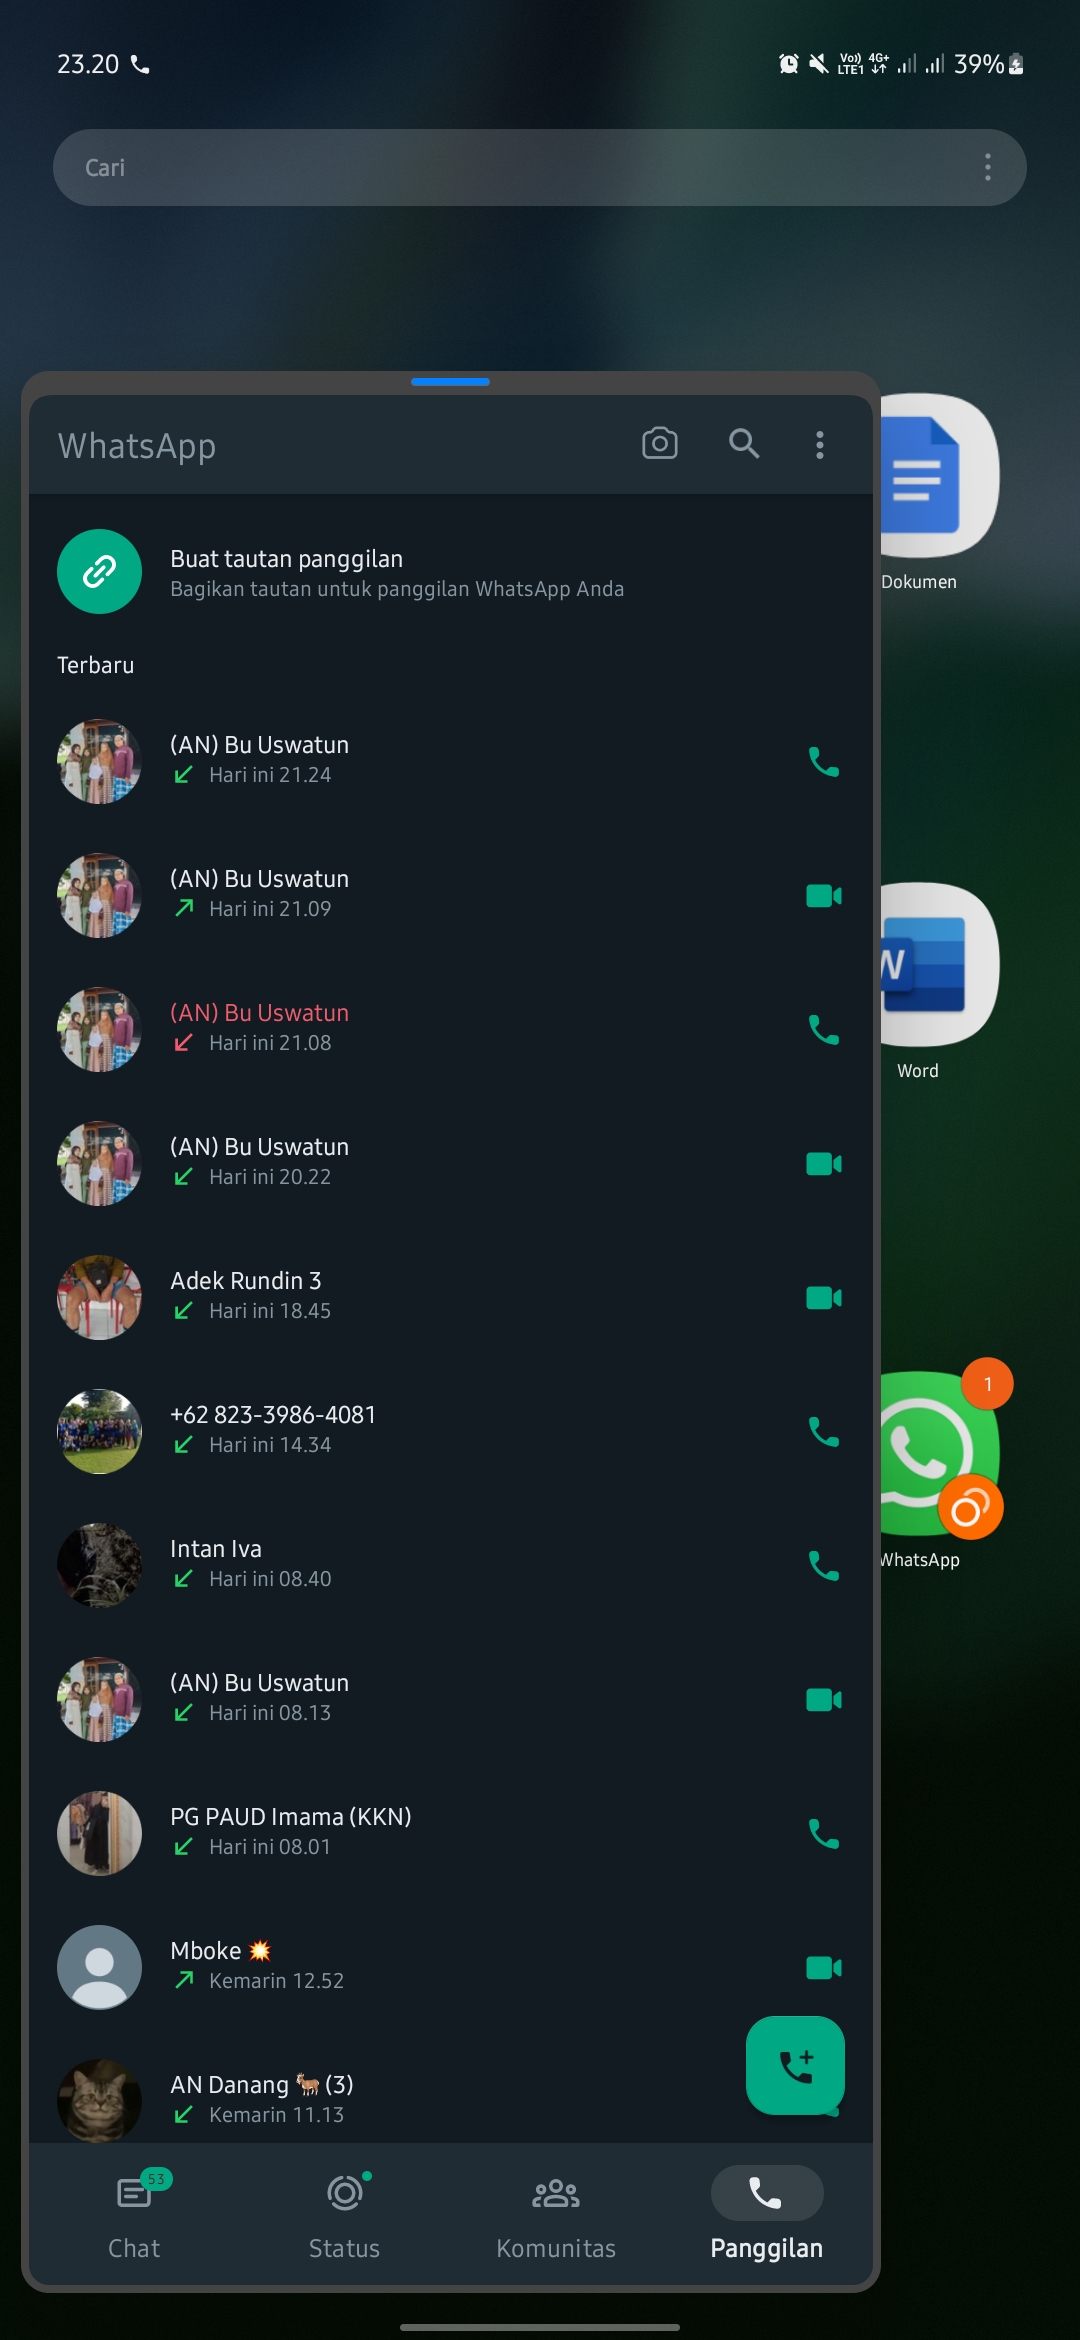 23.20
Vo)) LTE1 4G+ 39%
Cari
WhatsApp
Buat tautan panggilan
Bagikan tautan untuk panggilan WhatsApp Anda
Terbaru
(AN) Bu Uswatun
Hari ini 21.24
(AN) Bu Uswatun
Hari ini 21.09
(AN) Bu Uswatun
Hari ini 21.08
(AN) Bu Uswatun
Hari ini 20.22
Adek Rundin 3
Hari ini 18.45
+62 823-3986-4081
Hari ini 14.34
Intan Iva
Hari ini 08.40
(AN) Bu Uswatun
Hari ini 08.13
PG PAUD Imama (KKN)
Hari ini 08.01
Mboke 💥
Kemarin 12.52
AN Danang 🐐 (3)
Kemarin 11.13
53
Chat
Status
Komunitas
Panggilan
Dokumen
W
Word
1
WhatsApp